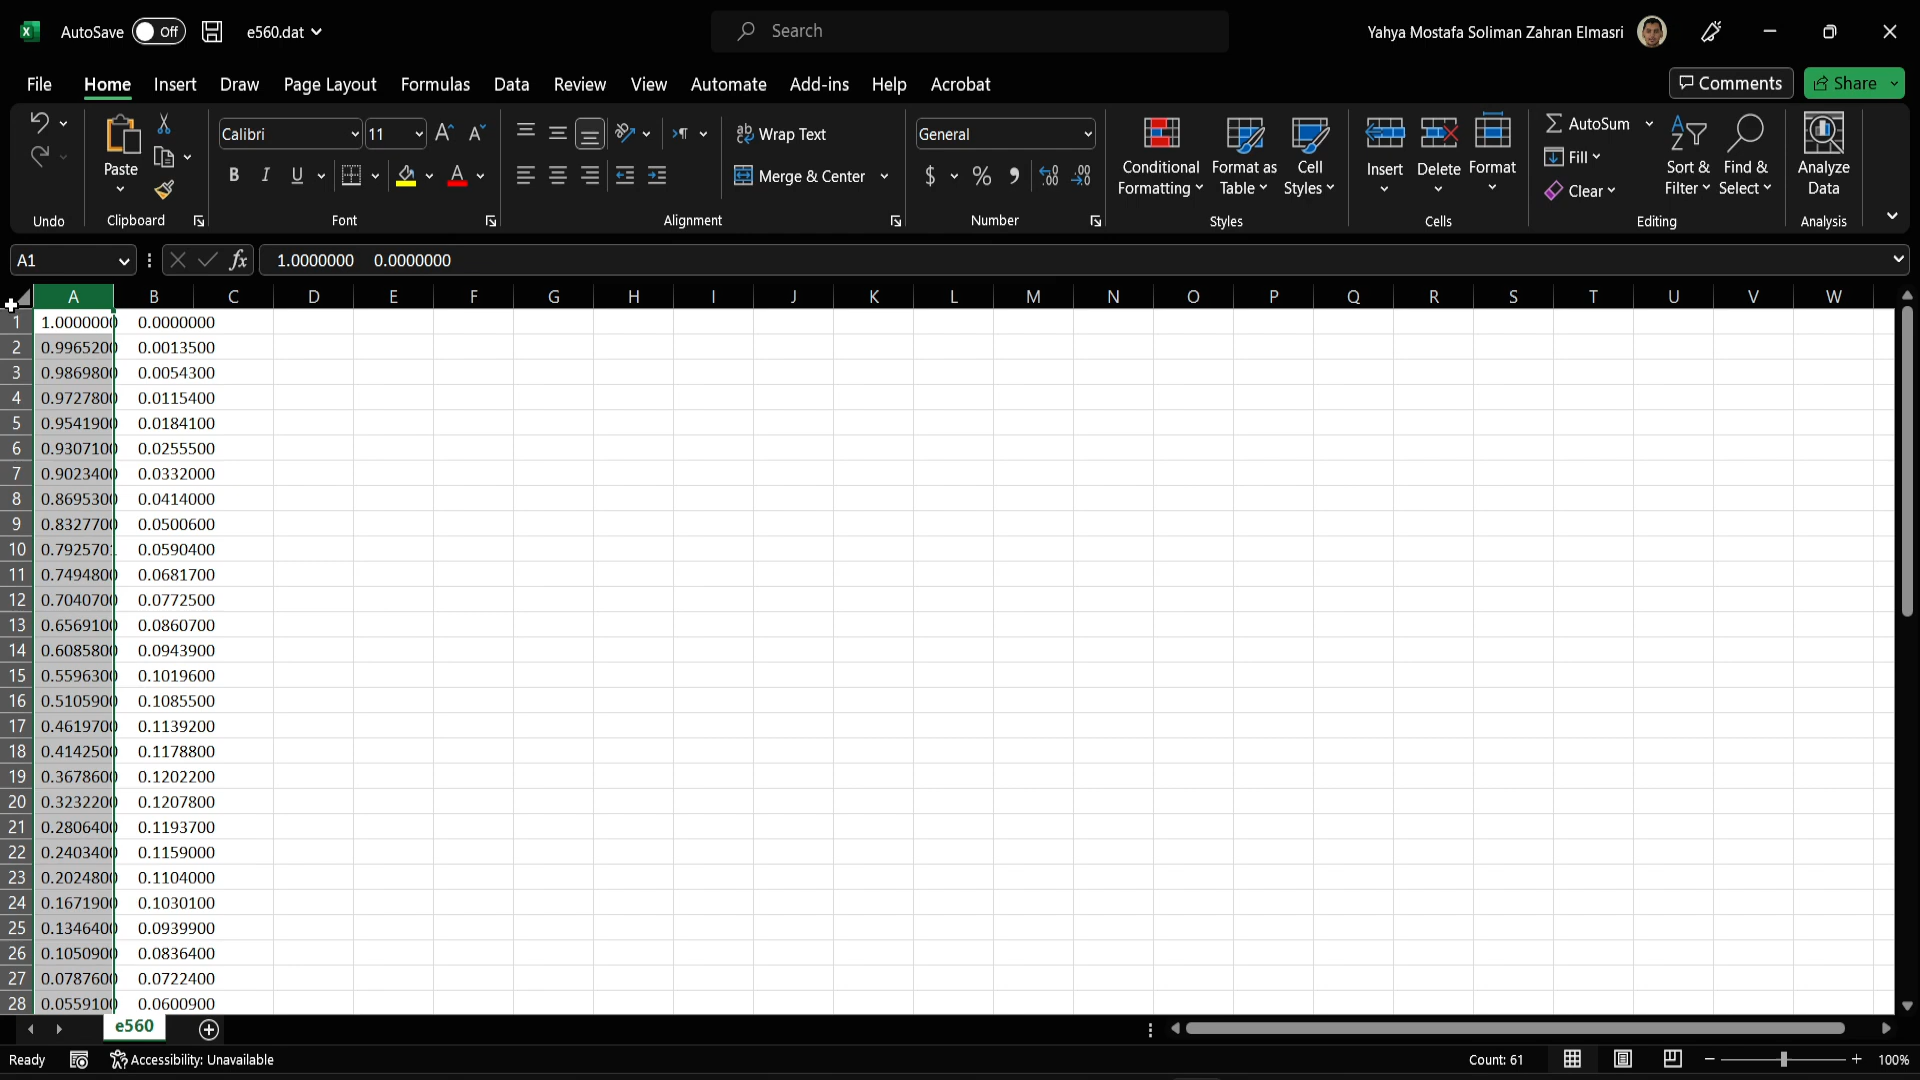 AutoSave Off e560.dat Search Yahya Mostafa Soliman Zahran Elmasri
File Home Insert Draw Page Layout Formulas Data Review View Automate Add-ins Help Acrobat Comments Share
Paste
Calibri 11
B I U A
Wrap Text
Merge & Center
General
$ %
Conditional Formatting
Format as Table
Cell Styles
Insert Delete Format
AutoSum
Fill
Clear
Sort & Filter
Find & Select
Analyze Data
Undo Clipboard Font Alignment Number Styles Cells Editing Analysis
A1 fx 1.0000000 0.0000000
A B C D E F G H I J K L M N O P Q R S T U V W
1 1.0000000 0.0000000
2 0.9965200 0.0013500
3 0.9869800 0.0054300
4 0.9727800 0.0115400
5 0.9541900 0.0184100
6 0.9307100 0.0255500
7 0.9023400 0.0332000
8 0.8695300 0.0414000
9 0.8327700 0.0500600
10 0.7925701 0.0590400
11 0.7494800 0.0681700
12 0.7040700 0.0772500
13 0.6569100 0.0860700
14 0.6085800 0.0943900
15 0.5596300 0.1019600
16 0.5105900 0.1085500
17 0.4619700 0.1139200
18 0.4142500 0.1178800
19 0.3678600 0.1202200
20 0.3232200 0.1207800
21 0.2806400 0.1193700
22 0.2403400 0.1159000
23 0.2024800 0.1104000
24 0.1671900 0.1030100
25 0.1346400 0.0939900
26 0.1050900 0.0836400
27 0.0787600 0.0722400
28 0.0559100 0.0600900
e560
Ready Accessibility: Unavailable Count: 61 100%